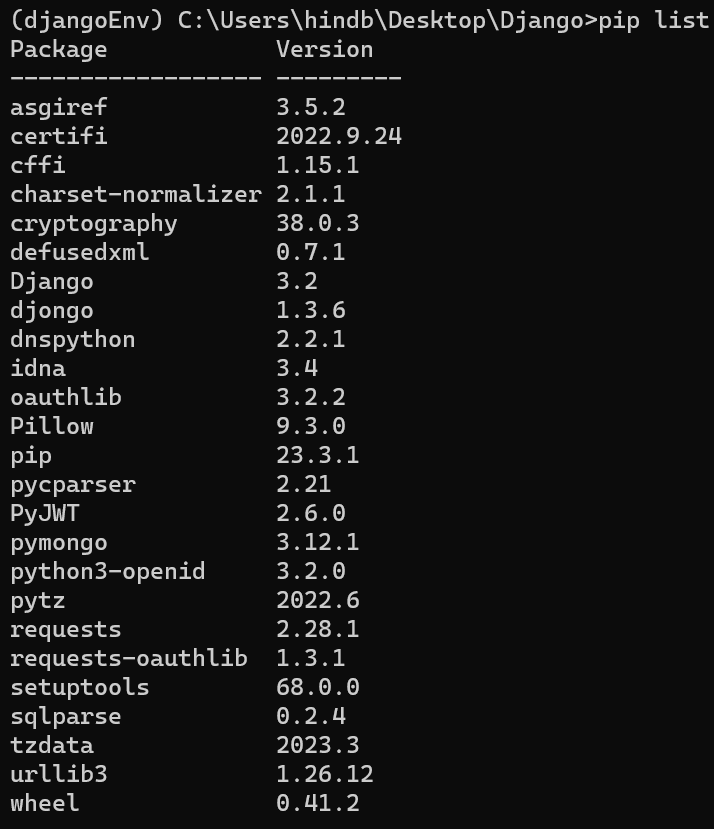 (djangoEnv) C:\Users\hindb\Desktop\Django>pip list
Package            Version
------------------ ---------
asgiref            3.5.2
certifi            2022.9.24
cffi               1.15.1
charset-normalizer 2.1.1
cryptography       38.0.3
defusedxml         0.7.1
Django             3.2
djongo             1.3.6
dnspython          2.2.1
idna               3.4
oauthlib           3.2.2
Pillow             9.3.0
pip                23.3.1
pycparser          2.21
PyJWT              2.6.0
pymongo            3.12.1
python3-openid     3.2.0
pytz               2022.6
requests           2.28.1
requests-oauthlib  1.3.1
setuptools         68.0.0
sqlparse           0.2.4
tzdata             2023.3
urllib3            1.26.12
wheel              0.41.2